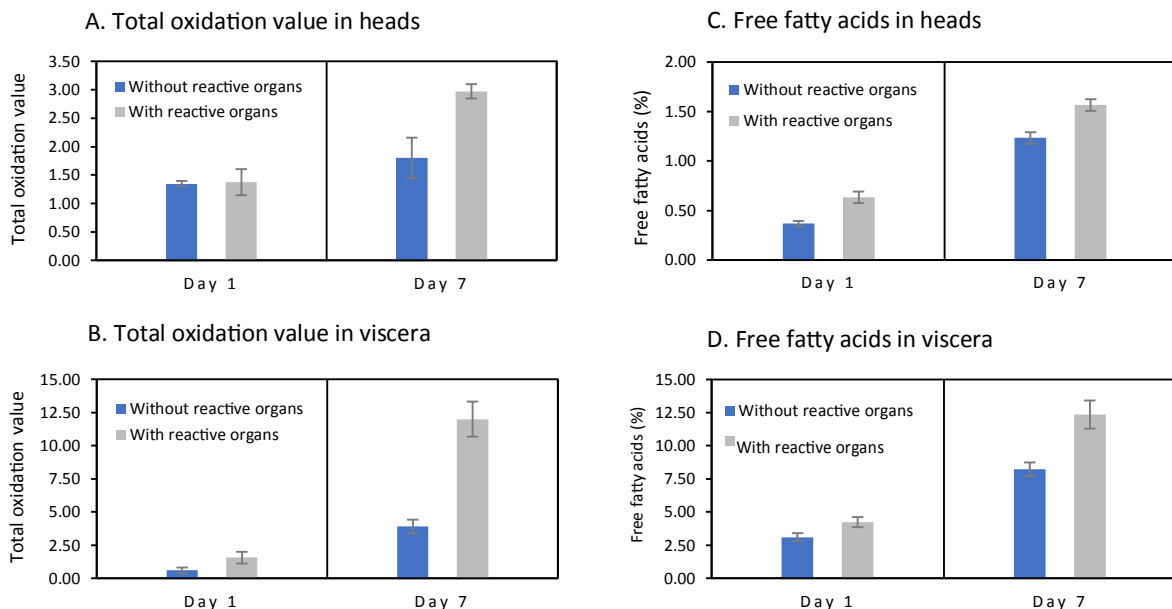 A. Total oxidation value in heads
Total oxidation value
3.50
3.00
2.50
2.00
1.50
1.00
0.50
0.00
Without reactive organs
With reactive organs
Day 1
Day 7
C. Free fatty acids in heads
Free fatty acids (%)
2.00
1.50
1.00
0.50
0.00
Without reactive organs
With reactive organs
Day 1
Day 7
B. Total oxidation value in viscera
Total oxidation value
15.00
12.50
10.00
7.50
5.00
2.50
0.00
Without reactive organs
With reactive organs
Day 1
Day 7
D. Free fatty acids in viscera
Free fatty acids (%)
15.00
12.50
10.00
7.50
5.00
2.50
0.00
Without reactive organs
With reactive organs
Day 1
Day 7